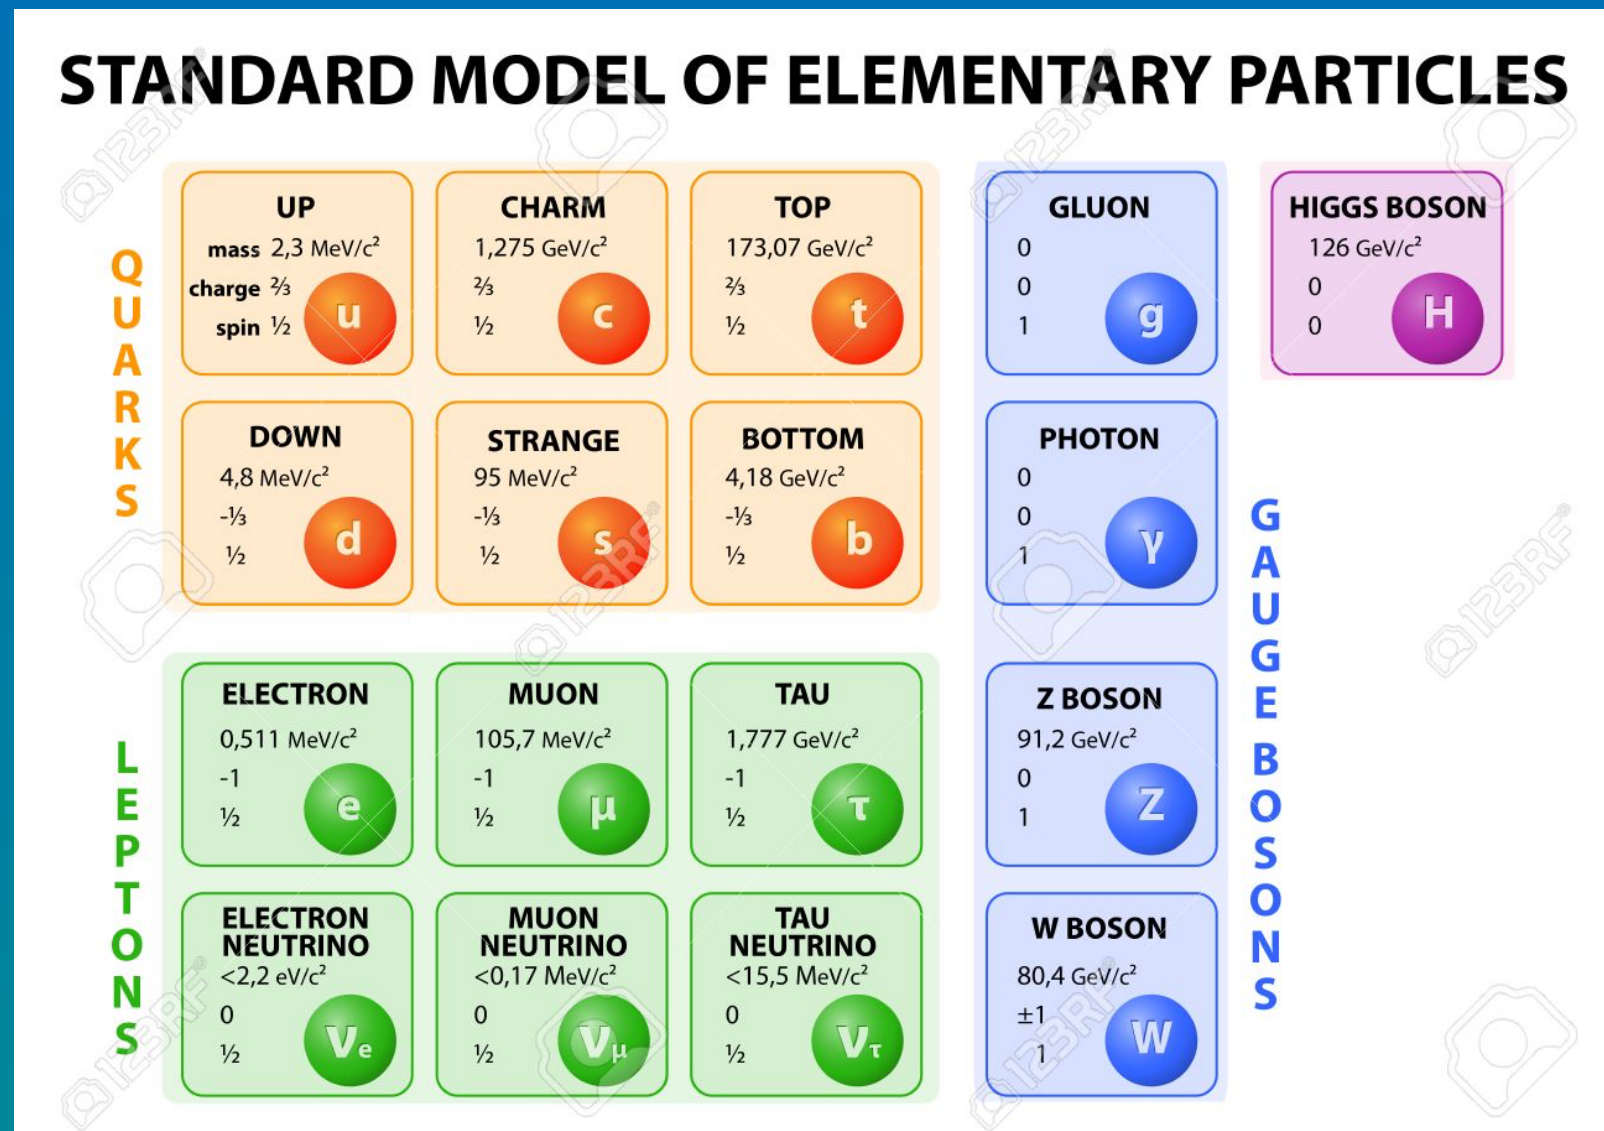 STANDARD MODEL OF ELEMENTARY PARTICLES
QUARKS
UP
mass 2,3 MeV/c²
charge ⅔
spin ½
u
CHARM
1,275 GeV/c²
⅔
½
c
TOP
173,07 GeV/c²
⅔
½
t
DOWN
4,8 MeV/c²
-⅓
½
d
STRANGE
95 MeV/c²
-⅓
½
s
BOTTOM
4,18 GeV/c²
-⅓
½
b
LEPTONS
ELECTRON
0,511 MeV/c²
-1
½
e
MUON
105,7 MeV/c²
-1
½
μ
TAU
1,777 GeV/c²
-1
½
τ
ELECTRON
NEUTRINO
<2,2 eV/c²
0
½
νe
MUON
NEUTRINO
<0,17 MeV/c²
0
½
νμ
TAU
NEUTRINO
<15,5 MeV/c²
0
½
ντ
GAUGE BOSONS
GLUON
0
0
1
g
PHOTON
0
0
1
γ
Z BOSON
91,2 GeV/c²
0
1
Z
W BOSON
80,4 GeV/c²
±1
1
W
HIGGS BOSON
126 GeV/c²
0
0
H
123RF
123RF
123RF
123RF
123RF
123RF
123RF